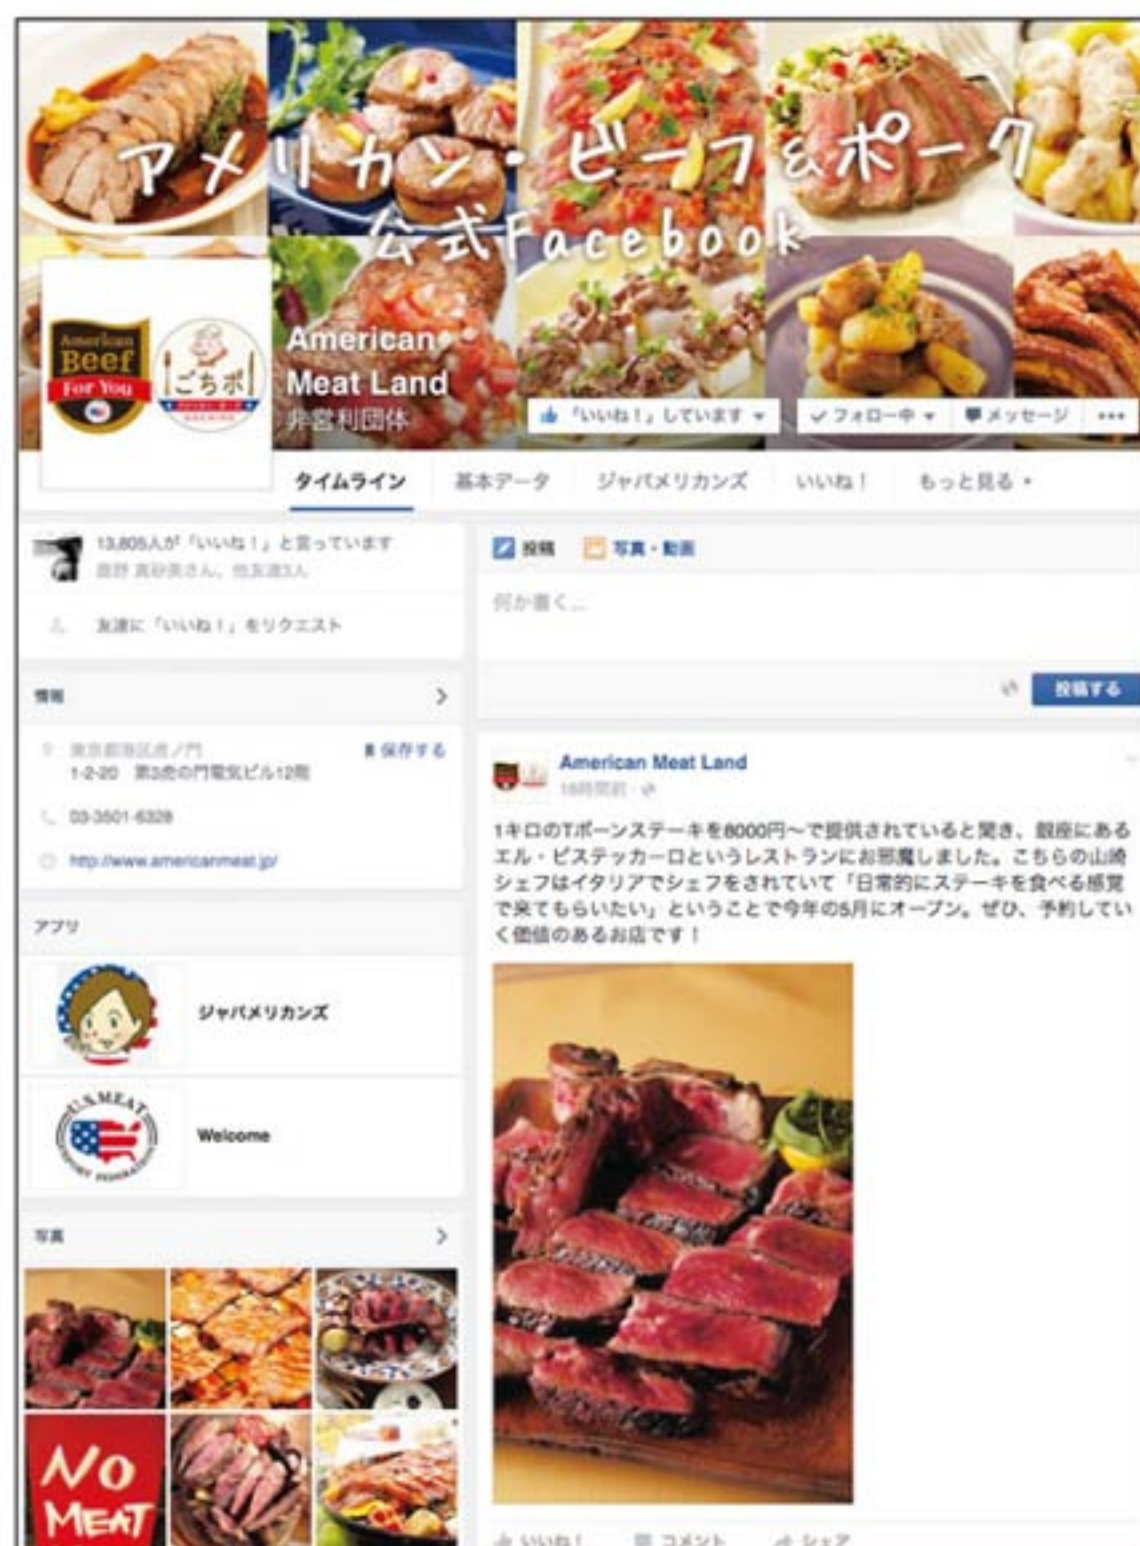 アメリカン・ビーフ&ポーク
公式Facebook
American
Beef
For You
ごちポ
American
Meat Land
非営利団体
「いいね！」しています
フォロー中
メッセージ
タイムライン
基本データ
ジャパメリカンズ
いいね！
もっと見る
13,805人が「いいね！」と言っています
友達に「いいね！」をリクエスト
情報
東京都港区虎ノ門
1-2-20 第3虎の門電気ビル12階
保存する
03-3501-6328
http://www.americanmeat.jp/
アプリ
ジャパメリカンズ
U.S. MEAT
EXPORT FEDERATION
Welcome
写真
NO
MEAT
投稿
写真・動画
何か書く...
投稿する
American Meat Land
16時間前
1キロのTボーンステーキを8000円〜で提供されていると聞き、銀座にある
エル・ビステッカーロというレストランにお邪魔しました。こちらの山崎
シェフはイタリアでシェフをされていて「日常的にステーキを食べる感覚
で来てもらいたい」ということで今年の5月にオープン。ぜひ、予約してい
く価値のあるお店です！
いいね！
コメント
シェア